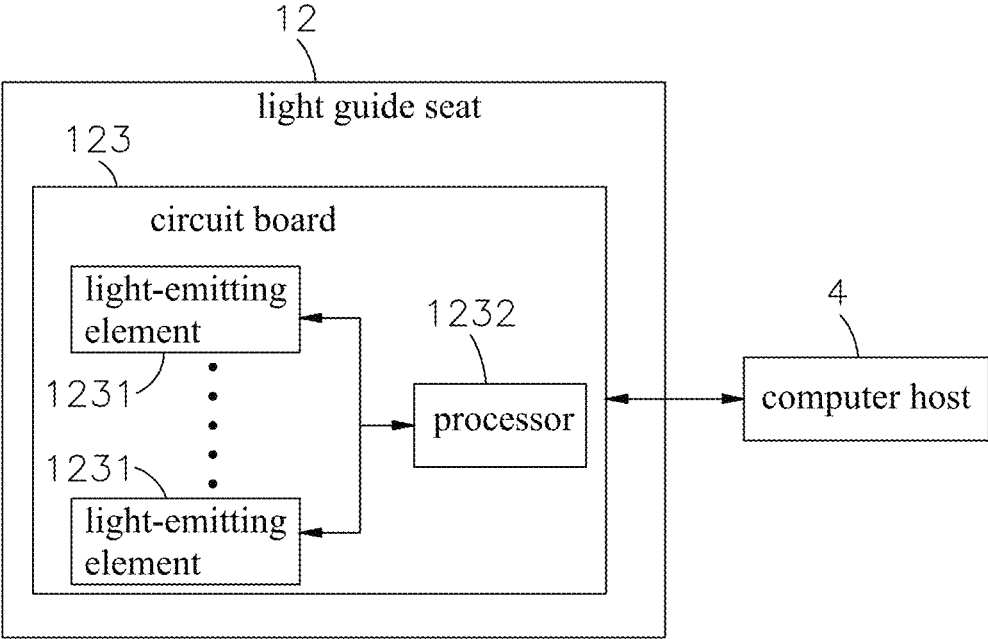 12
light guide seat
123
circuit board
light-emitting
element
1231
1232
processor
4
computer host
1231
light-emitting
element